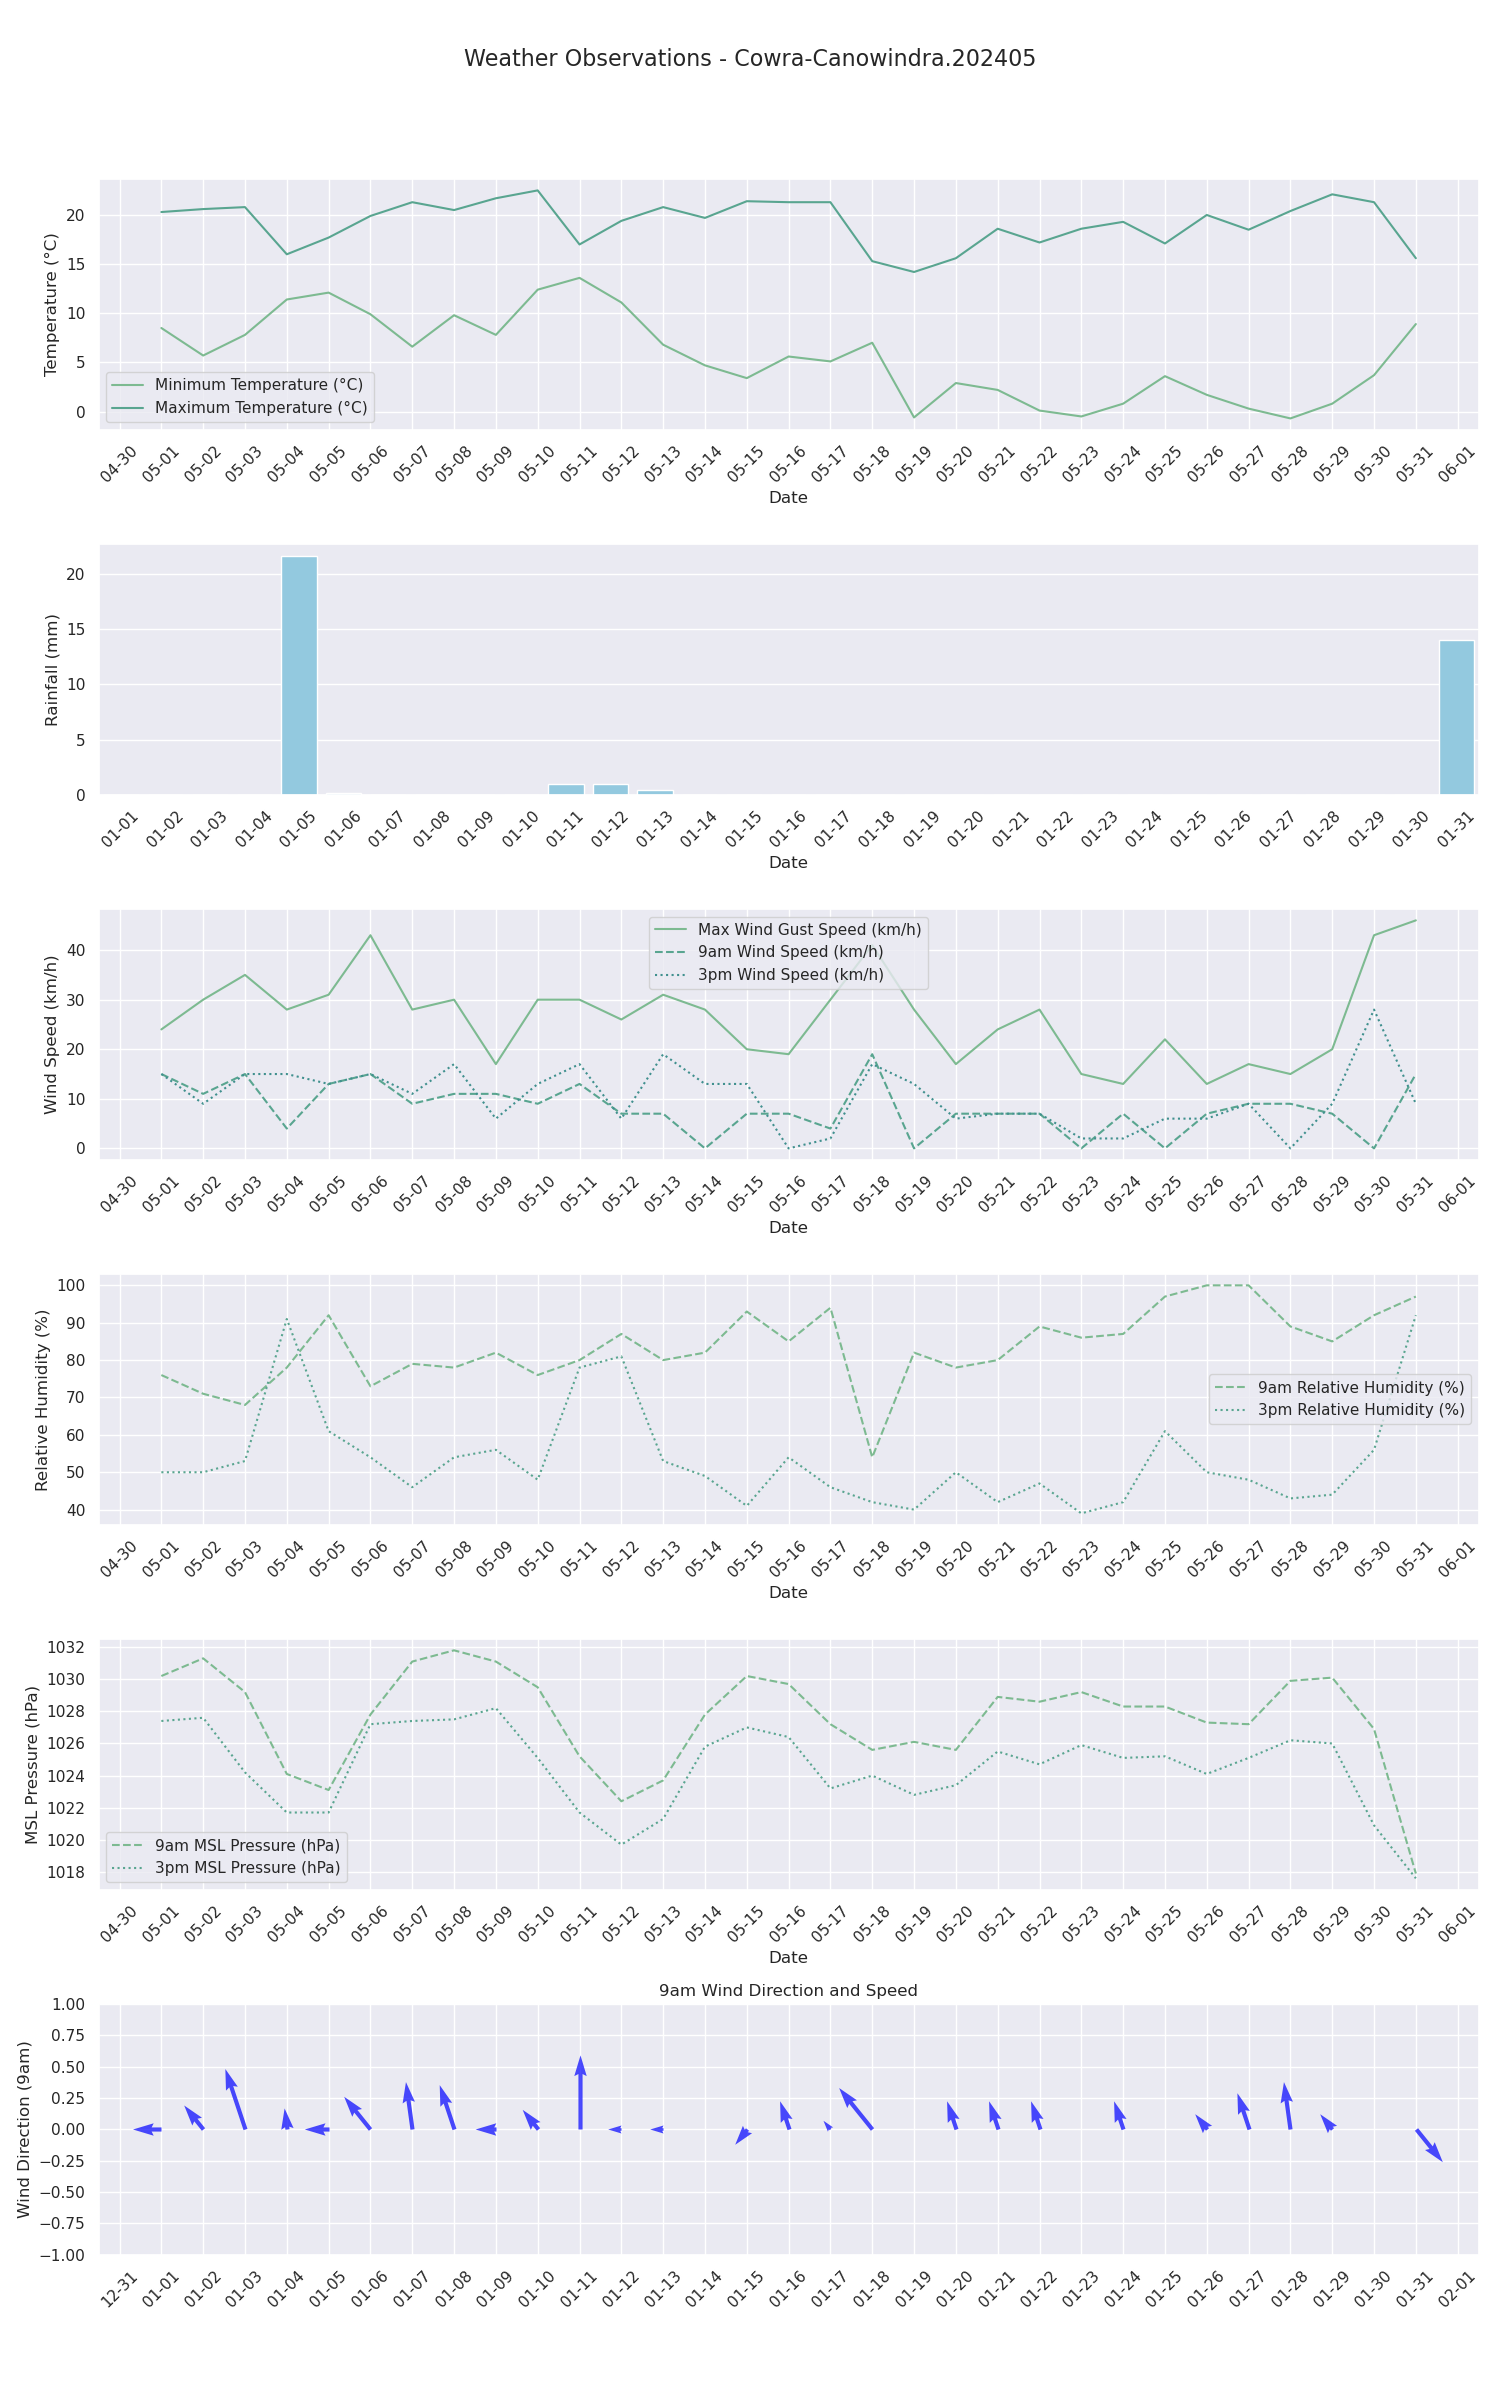 Weather Observations - Cowra-Canowindra.202405
Temperature (°C)
20
15
10
5
0
Minimum Temperature (°C)
Maximum Temperature (°C)
04-30 05-01 05-02 05-03 05-04 05-05 05-06 05-07 05-08 05-09 05-10 05-11 05-12 05-13 05-14 05-15 05-16 05-17 05-18 05-19 05-20 05-21 05-22 05-23 05-24 05-25 05-26 05-27 05-28 05-29 05-30 05-31 06-01
Date
Rainfall (mm)
20
15
10
5
0
01-01 01-02 01-03 01-04 01-05 01-06 01-07 01-08 01-09 01-10 01-11 01-12 01-13 01-14 01-15 01-16 01-17 01-18 01-19 01-20 01-21 01-22 01-23 01-24 01-25 01-26 01-27 01-28 01-29 01-30 01-31
Date
Wind Speed (km/h)
40
30
20
10
0
Max Wind Gust Speed (km/h)
9am Wind Speed (km/h)
3pm Wind Speed (km/h)
04-30 05-01 05-02 05-03 05-04 05-05 05-06 05-07 05-08 05-09 05-10 05-11 05-12 05-13 05-14 05-15 05-16 05-17 05-18 05-19 05-20 05-21 05-22 05-23 05-24 05-25 05-26 05-27 05-28 05-29 05-30 05-31 06-01
Date
Relative Humidity (%)
100
90
80
70
60
50
40
9am Relative Humidity (%)
3pm Relative Humidity (%)
04-30 05-01 05-02 05-03 05-04 05-05 05-06 05-07 05-08 05-09 05-10 05-11 05-12 05-13 05-14 05-15 05-16 05-17 05-18 05-19 05-20 05-21 05-22 05-23 05-24 05-25 05-26 05-27 05-28 05-29 05-30 05-31 06-01
Date
MSL Pressure (hPa)
1032
1030
1028
1026
1024
1022
1020
1018
9am MSL Pressure (hPa)
3pm MSL Pressure (hPa)
04-30 05-01 05-02 05-03 05-04 05-05 05-06 05-07 05-08 05-09 05-10 05-11 05-12 05-13 05-14 05-15 05-16 05-17 05-18 05-19 05-20 05-21 05-22 05-23 05-24 05-25 05-26 05-27 05-28 05-29 05-30 05-31 06-01
Date
9am Wind Direction and Speed
Wind Direction (9am)
1.00
0.75
0.50
0.25
0.00
−0.25
−0.50
−0.75
−1.00
12-31 01-01 01-02 01-03 01-04 01-05 01-06 01-07 01-08 01-09 01-10 01-11 01-12 01-13 01-14 01-15 01-16 01-17 01-18 01-19 01-20 01-21 01-22 01-23 01-24 01-25 01-26 01-27 01-28 01-29 01-30 01-31 02-01